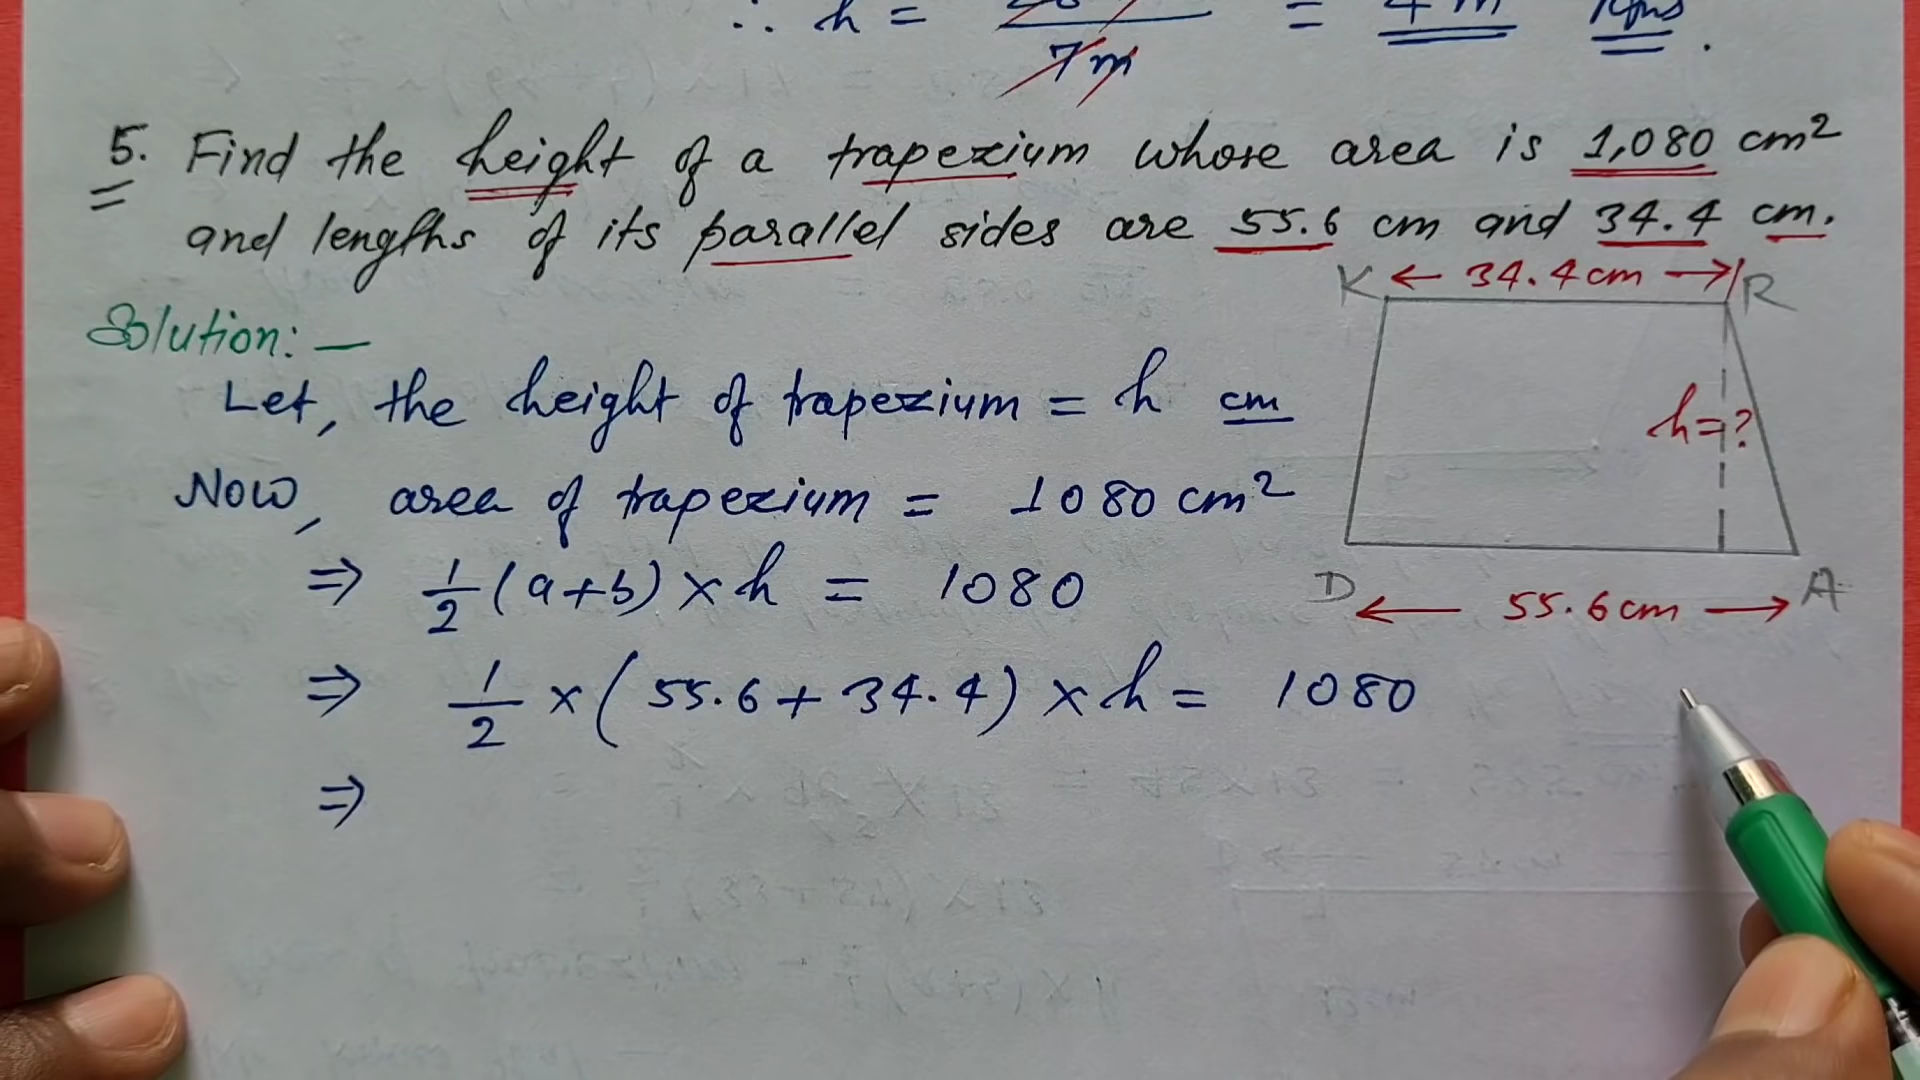 ∴ h = 7m = 4 m Ans.
5. Find the height of a trapezium whose area is 1,080 cm²
and lengths of its parallel sides are 55.6 cm and 34.4 cm.
K ← 34.4 cm → R
Solution: —
Let, the height of trapezium = h cm
h = ?
Now, area of trapezium = 1080 cm²
⇒ 1/2 (a+b) × h = 1080
D A
← 55.6 cm →
⇒ 1/2 × (55.6 + 34.4) × h = 1080
⇒